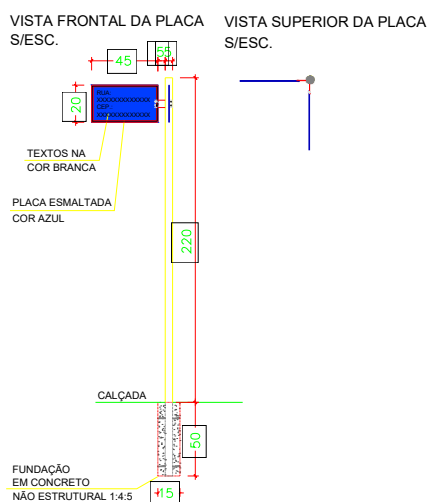 VISTA FRONTAL DA PLACA
S/ESC.
VISTA SUPERIOR DA PLACA
S/ESC.
45
55
20
RUA:
XXXXXXXXXXXXX
CEP:
XXXXXXXXXXXXX
TEXTOS NA
COR BRANCA
PLACA ESMALTADA
COR AZUL
220
CALÇADA
50
FUNDAÇÃO
EM CONCRETO
NÃO ESTRUTURAL 1:4:5
15